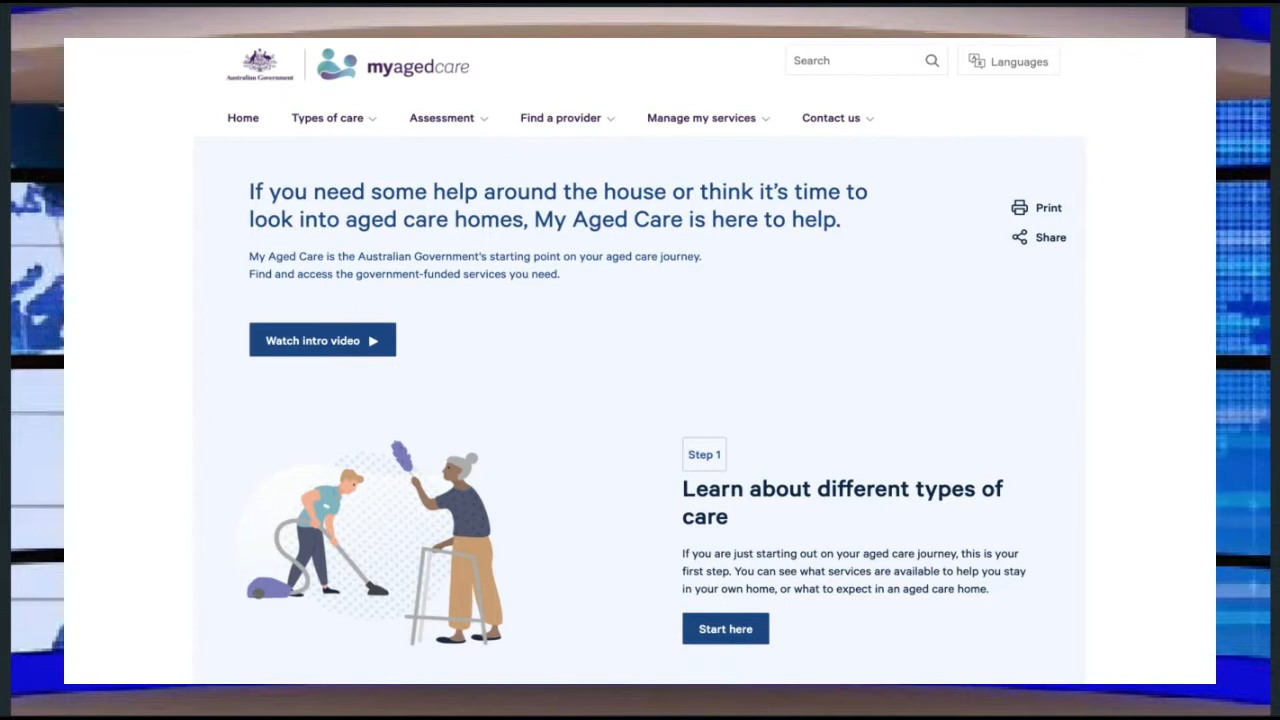 Australian Government
myagedcare
Search
Languages
Home
Types of care
Assessment
Find a provider
Manage my services
Contact us
If you need some help around the house or think it's time to
look into aged care homes, My Aged Care is here to help.
Print
Share
My Aged Care is the Australian Government's starting point on your aged care journey.
Find and access the government-funded services you need.
Watch intro video
Step 1
Learn about different types of
care
If you are just starting out on your aged care journey, this is your
first step. You can see what services are available to help you stay
in your own home, or what to expect in an aged care home.
Start here